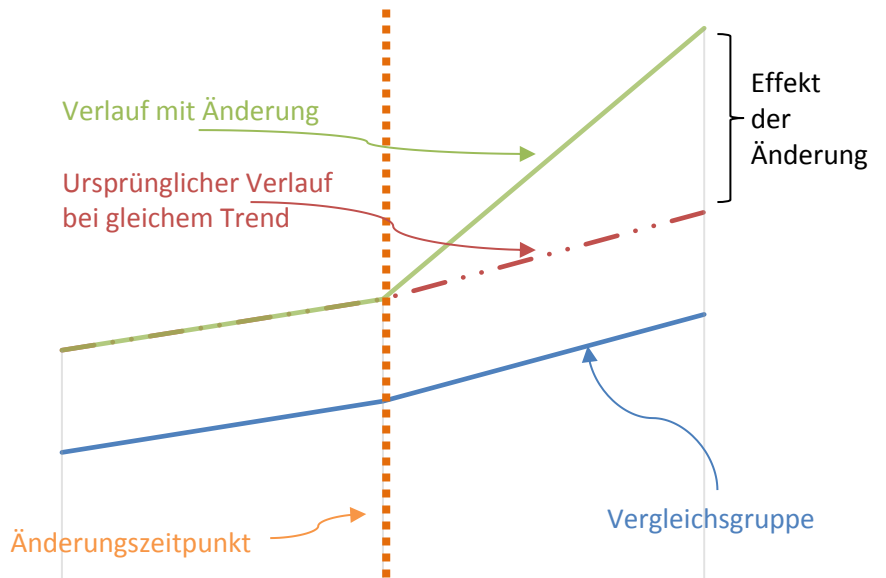 Verlauf mit Änderung
Ursprünglicher Verlauf
bei gleichem Trend
Effekt
der
Änderung
Vergleichsgruppe
Änderungszeitpunkt